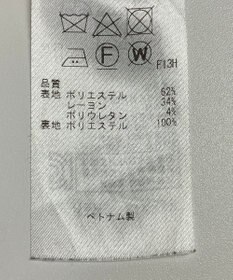 F W F13H
品質
表地 ポリエステル 62%
レーヨン 34%
ポリウレタン 4%
裏地 ポリエステル 100%
ベトナム製